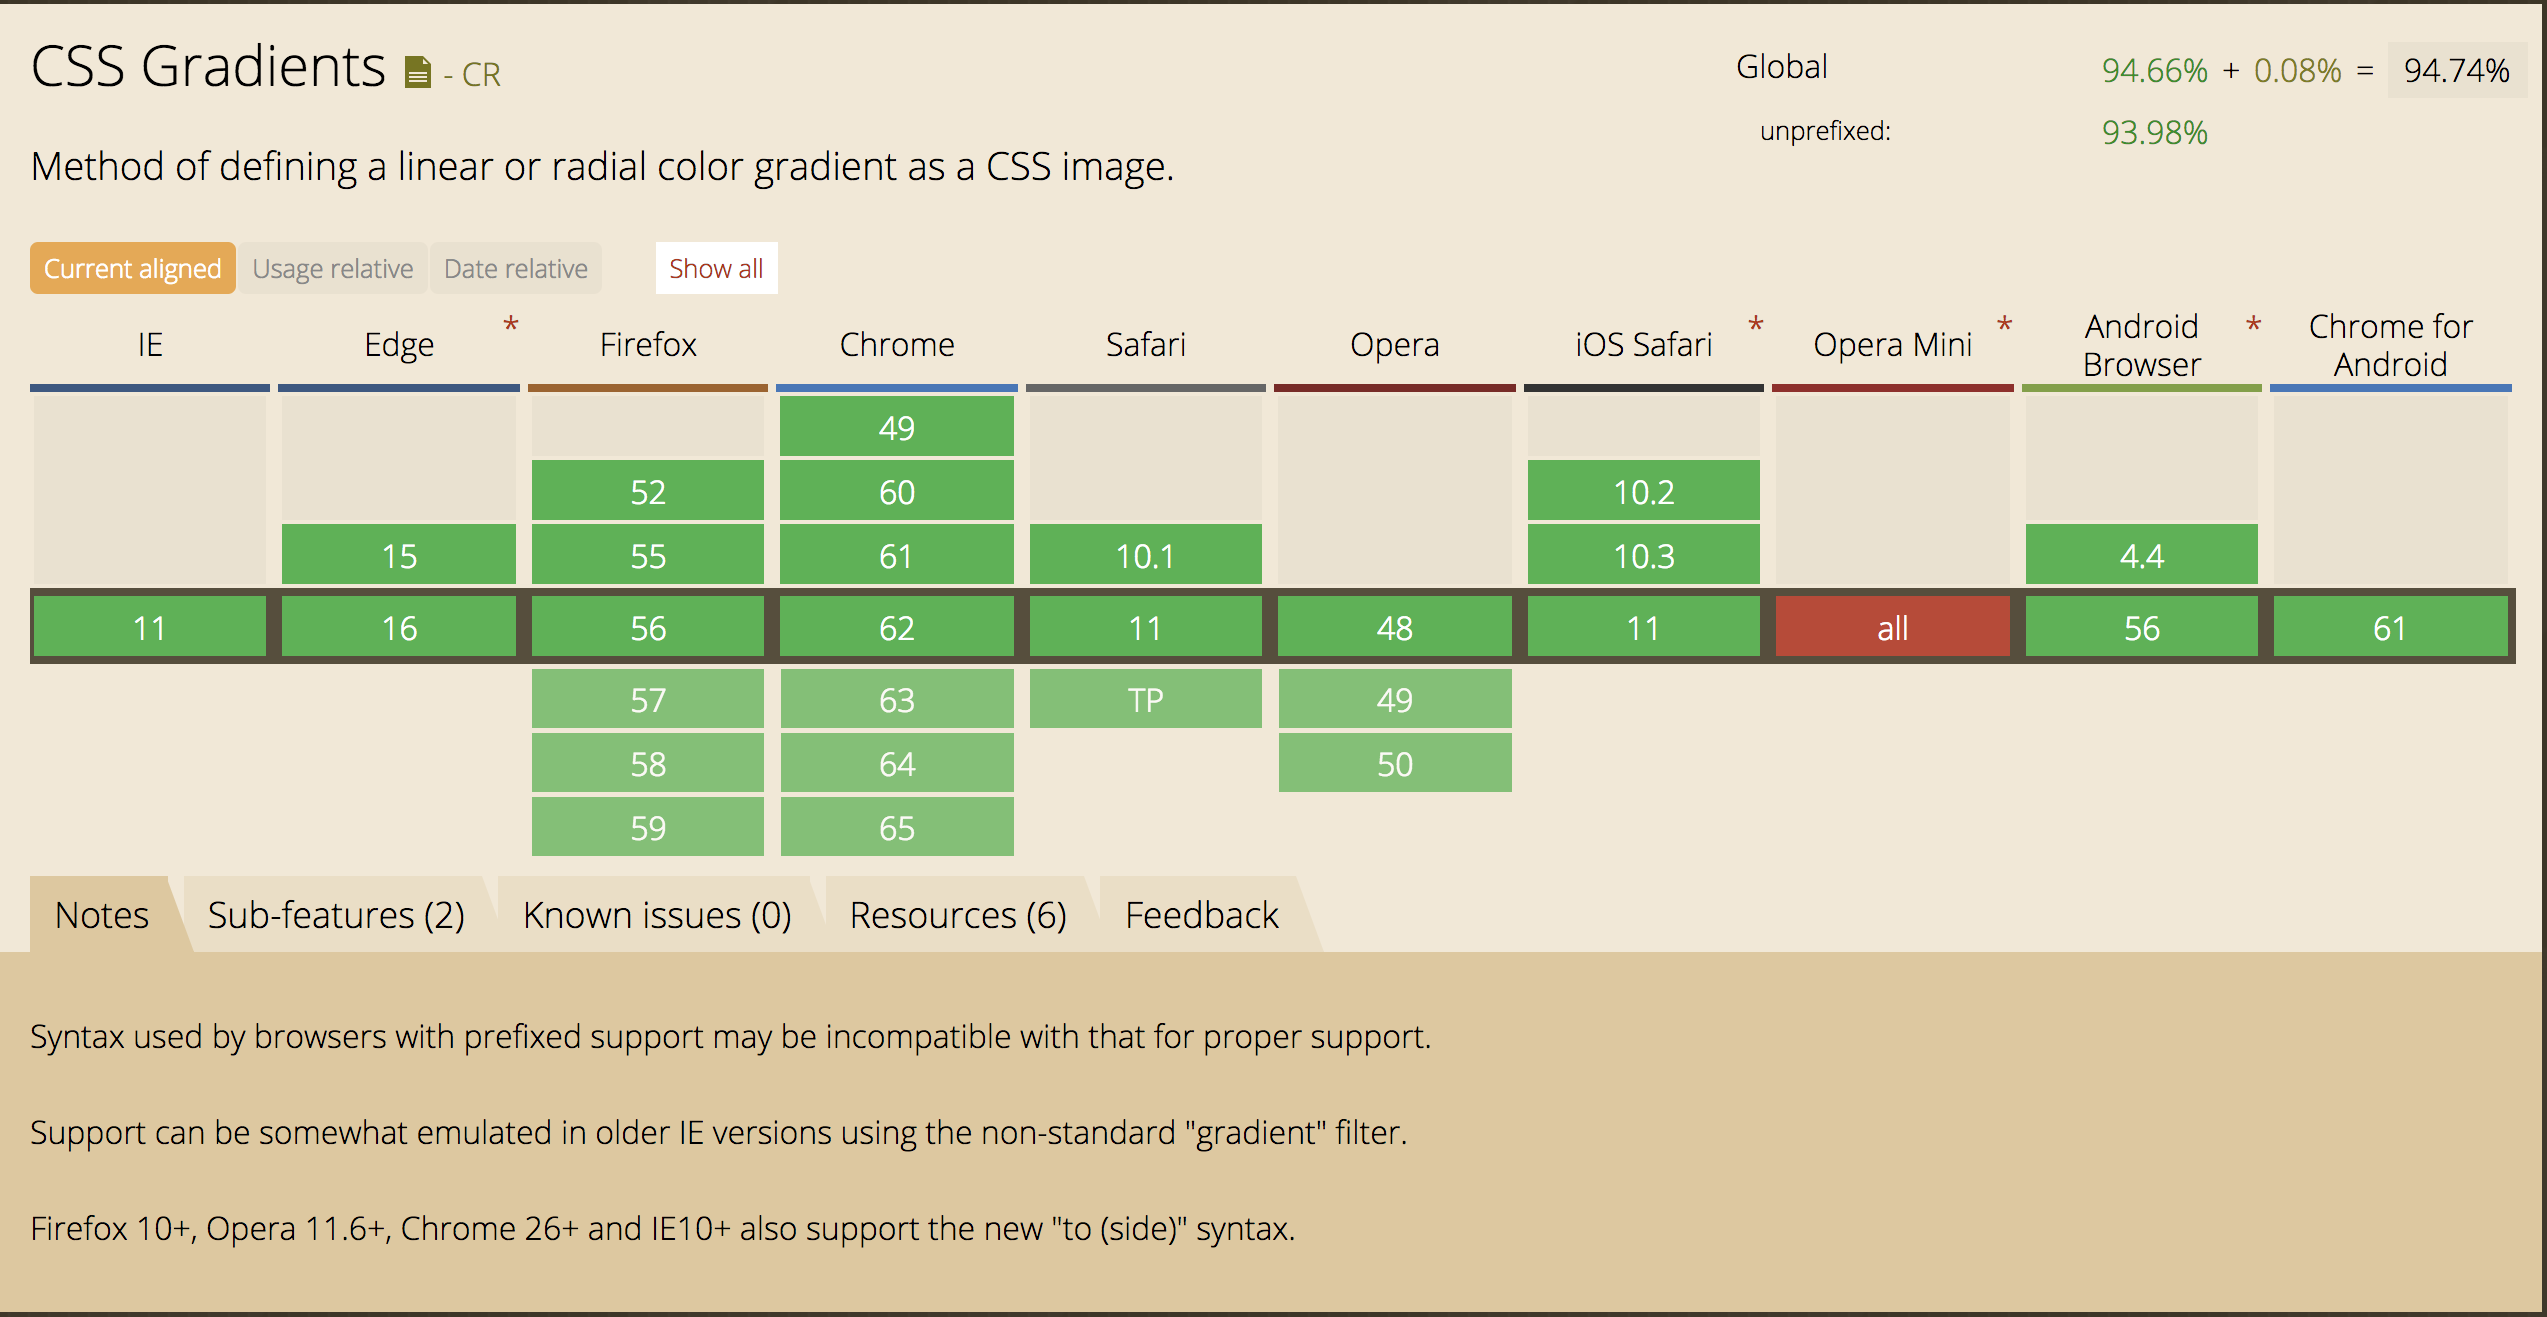 CSS Gradients - CR
Global 94.66% + 0.08% = 94.74%
unprefixed: 93.98%
Method of defining a linear or radial color gradient as a CSS image.
Current aligned Usage relative Date relative Show all
IE Edge * Firefox Chrome Safari Opera iOS Safari * Opera Mini * Android Browser * Chrome for Android
49
52 60 10.2
15 55 61 10.1 10.3 4.4
11 16 56 62 11 48 11 all 56 61
57 63 TP 49
58 64 50
59 65
Notes Sub-features (2) Known issues (0) Resources (6) Feedback
Syntax used by browsers with prefixed support may be incompatible with that for proper support.
Support can be somewhat emulated in older IE versions using the non-standard "gradient" filter.
Firefox 10+, Opera 11.6+, Chrome 26+ and IE10+ also support the new "to (side)" syntax.